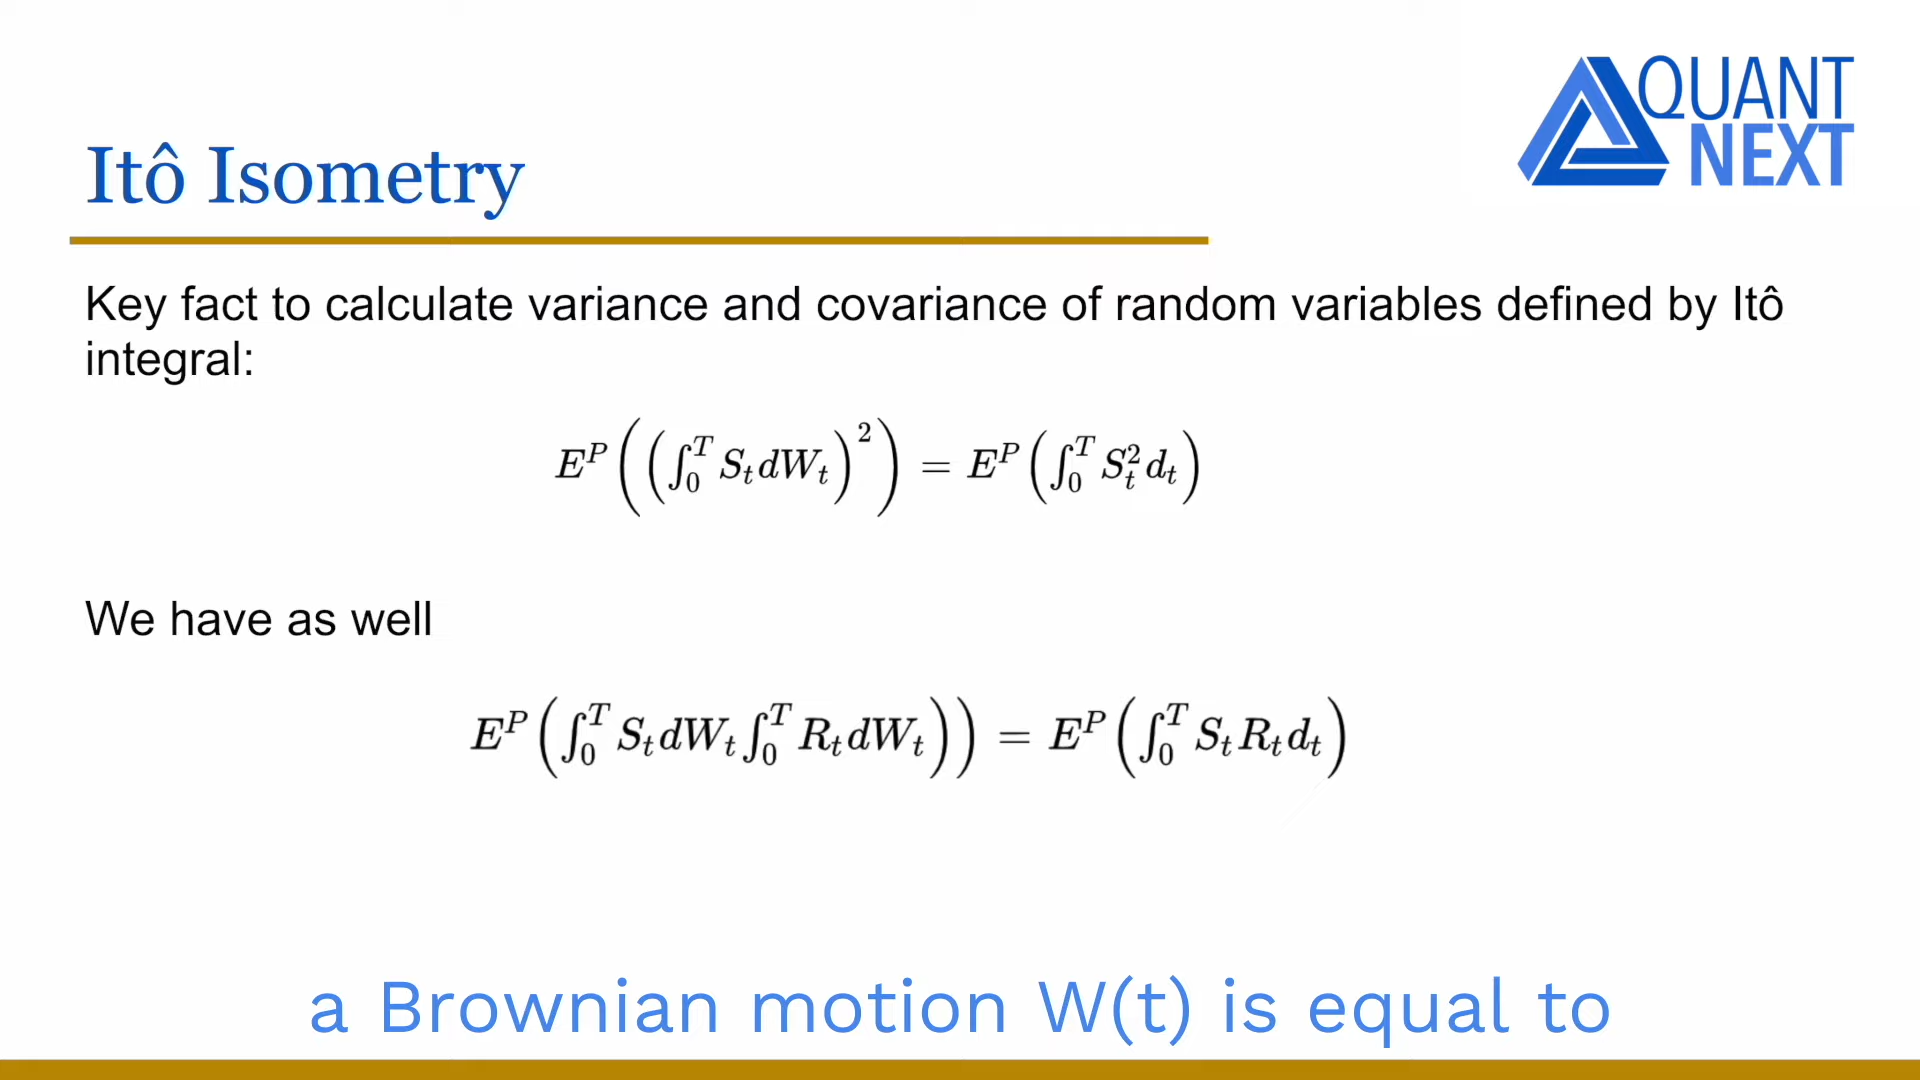 QUANT
NEXT
Itô Isometry
Key fact to calculate variance and covariance of random variables defined by Itô
integral:
$E^P\left(\left(\int_0^T S_t dW_t\right)^2\right) = E^P\left(\int_0^T S_t^2 d_t\right)$
We have as well
$E^P\left(\int_0^T S_t dW_t \int_0^T R_t dW_t)\right) = E^P\left(\int_0^T S_t R_t d_t\right)$
a Brownian motion W(t) is equal to